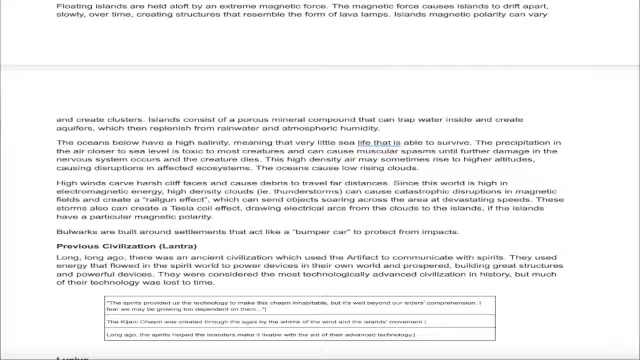 Floating islands are held aloft by an extreme magnetic force. The magnetic force causes islands to drift apart,
slowly, over time, creating structures that resemble the form of lava lamps. Islands magnetic polarity can vary
and create clusters. Islands consist of a porous mineral compound that can trap water inside and create
aquifers, which then replenish from rainwater and atmospheric humidity.
The oceans below have a high salinity, meaning that very little sea life that is able to survive. The precipitation in
the air closer to sea level is toxic to most creatures and can cause muscular spasms until further damage in the
nervous system occurs and the creature dies. This high density air may sometimes rise to higher altitudes,
causing disruptions in affected ecosystems. The oceans cause low rising clouds.
High winds carve harsh cliff faces and cause debris to travel far distances. Since this world is high in
electromagnetic energy, high density clouds (ie. thunderstorms) can cause catastrophic disruptions in magnetic
fields and create a "railgun effect", which can send objects soaring across the area at devastating speeds. These
storms also can create a Tesla coil effect, drawing electrical arcs from the clouds to the islands, if the islands
have a particular magnetic polarity.
Bulwarks are built around settlements that act like a "bumper car" to protect from impacts.
Previous Civilization (Lantra)
Long, long ago, there was an ancient civilization which used the Artifact to communicate with spirits. They used
energy that flowed in the spirit world to power devices in their own world and prospered, building great structures
and powerful devices. They were considered the most technologically advanced civilization in history, but much
of their technology was lost to time.
"The spirits provided us the technology to make this chasm inhabitable, but it's well beyond our elders' comprehension. I
fear we may be growing too dependent on them…"
The Kijani Chasm was created through the ages by the whims of the wind and the islands' movement.
Long ago, the spirits helped the islanders make it livable with the aid of their advanced technology.